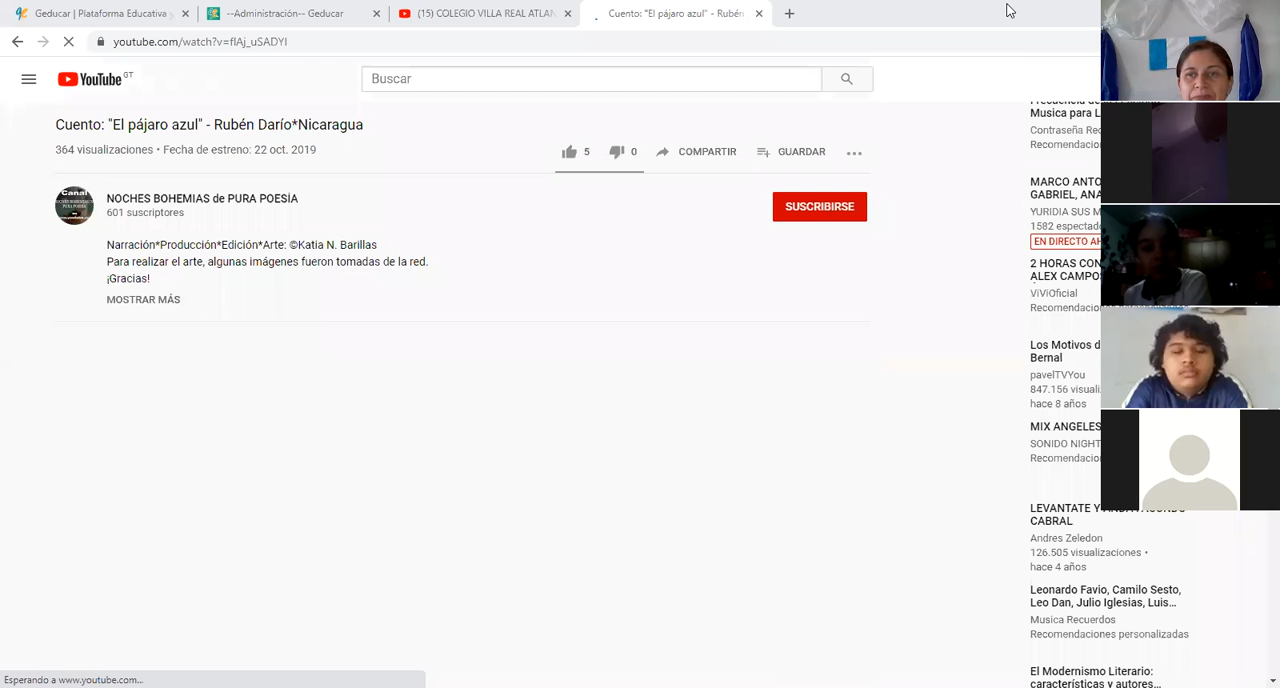 Geducar | Plataforma Educativa
--Administración-- Geducar
(15) COLEGIO VILLA REAL ATLAN
Cuento: "El pájaro azul" - Rubén
youtube.com/watch?v=fIAj_uSADYI
YouTube GT
Buscar
Cuento: "El pájaro azul" - Rubén Darío*Nicaragua
364 visualizaciones • Fecha de estreno: 22 oct. 2019
5
0
COMPARTIR
GUARDAR
NOCHES BOHEMIAS de PURA POESÍA
601 suscriptores
SUSCRIBIRSE
Narración*Producción*Edición*Arte: ©Katia N. Barillas
Para realizar el arte, algunas imágenes fueron tomadas de la red.
¡Gracias!
MOSTRAR MÁS
Musica para L
Contraseña Rec
Recomendacion
MARCO ANTO
GABRIEL, ANA
YURIDIA SUS M
1582 espectado
EN DIRECTO AH
2 HORAS CON
ALEX CAMPOS
ViViOficial
Recomendaciones personalizadas
Los Motivos d
Bernal
pavelTVYou
847.156 visuali
hace 8 años
MIX ANGELES
SONIDO NIGHT
Recomendacion
LEVANTATE Y
CABRAL
Andres Zeledon
126.505 visualizaciones •
hace 4 años
Leonardo Favio, Camilo Sesto,
Leo Dan, Julio Iglesias, Luis...
Musica Recuerdos
Recomendaciones personalizadas
El Modernismo Literario:
características y autores...
Esperando a www.youtube.com...